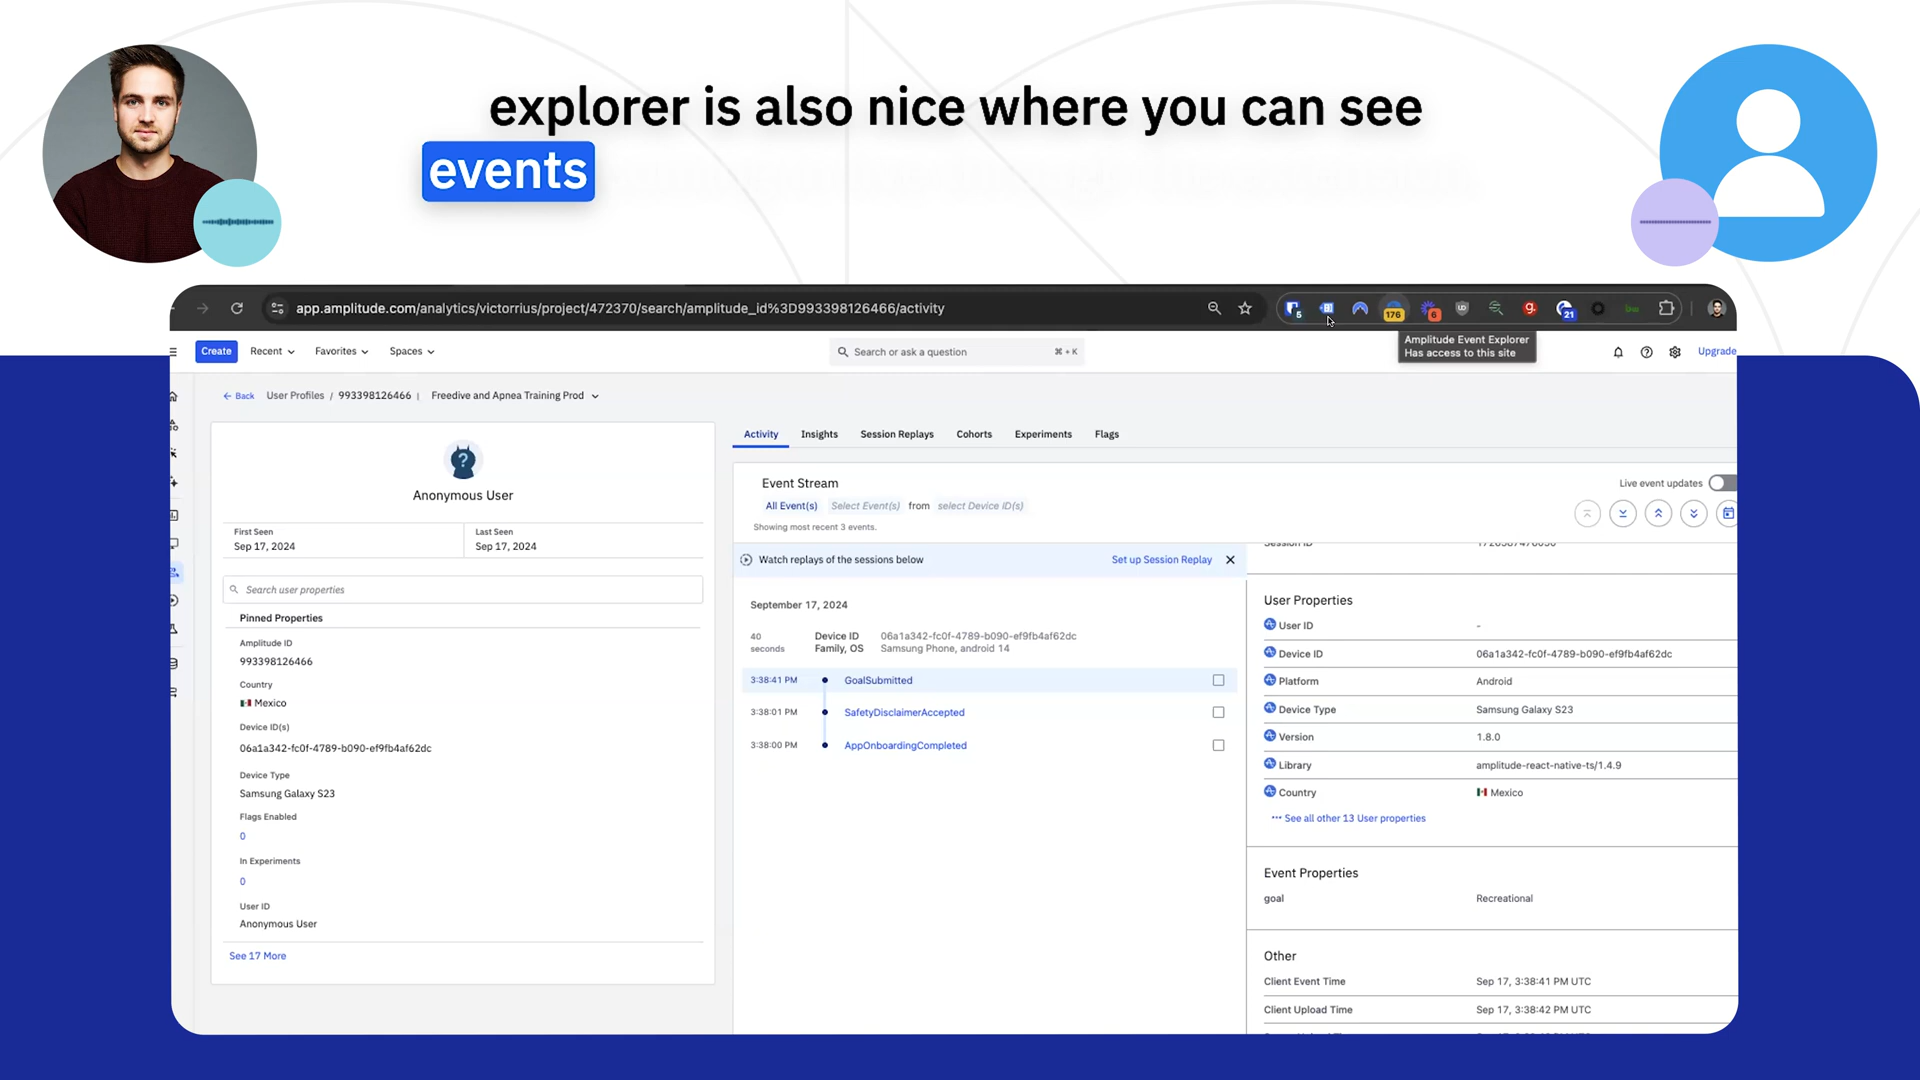 explorer is also nice where you can see
events
app.amplitude.com/analytics/victorrius/project/472370/search/amplitude_id%3D993398126466/activity
5
176
6
21
Amplitude Event Explorer
Has access to this site
Create
Recent
Favorites
Spaces
Search or ask a question
⌘ + K
Upgrade
← Back
User Profiles / 993398126466 | Freedive and Apnea Training Prod
Anonymous User
First Seen
Sep 17, 2024
Last Seen
Sep 17, 2024
Search user properties
Pinned Properties
Amplitude ID
993398126466
Country
Mexico
Device ID(s)
06a1a342-fc0f-4789-b090-ef9fb4af62dc
Device Type
Samsung Galaxy S23
Flags Enabled
0
In Experiments
0
User ID
Anonymous User
See 17 More
Activity
Insights
Session Replays
Cohorts
Experiments
Flags
Event Stream
Live event updates
All Event(s) Select Event(s) from select Device ID(s)
Showing most recent 3 events.
Watch replays of the sessions below
Set up Session Replay
September 17, 2024
40 seconds
Device ID 06a1a342-fc0f-4789-b090-ef9fb4af62dc
Family, OS Samsung Phone, android 14
3:38:41 PM GoalSubmitted
3:38:01 PM SafetyDisclaimerAccepted
3:38:00 PM AppOnboardingCompleted
User Properties
User ID -
Device ID 06a1a342-fc0f-4789-b090-ef9fb4af62dc
Platform Android
Device Type Samsung Galaxy S23
Version 1.8.0
Library amplitude-react-native-ts/1.4.9
Country Mexico
··· See all other 13 User properties
Event Properties
goal Recreational
Other
Client Event Time Sep 17, 3:38:41 PM UTC
Client Upload Time Sep 17, 3:38:42 PM UTC